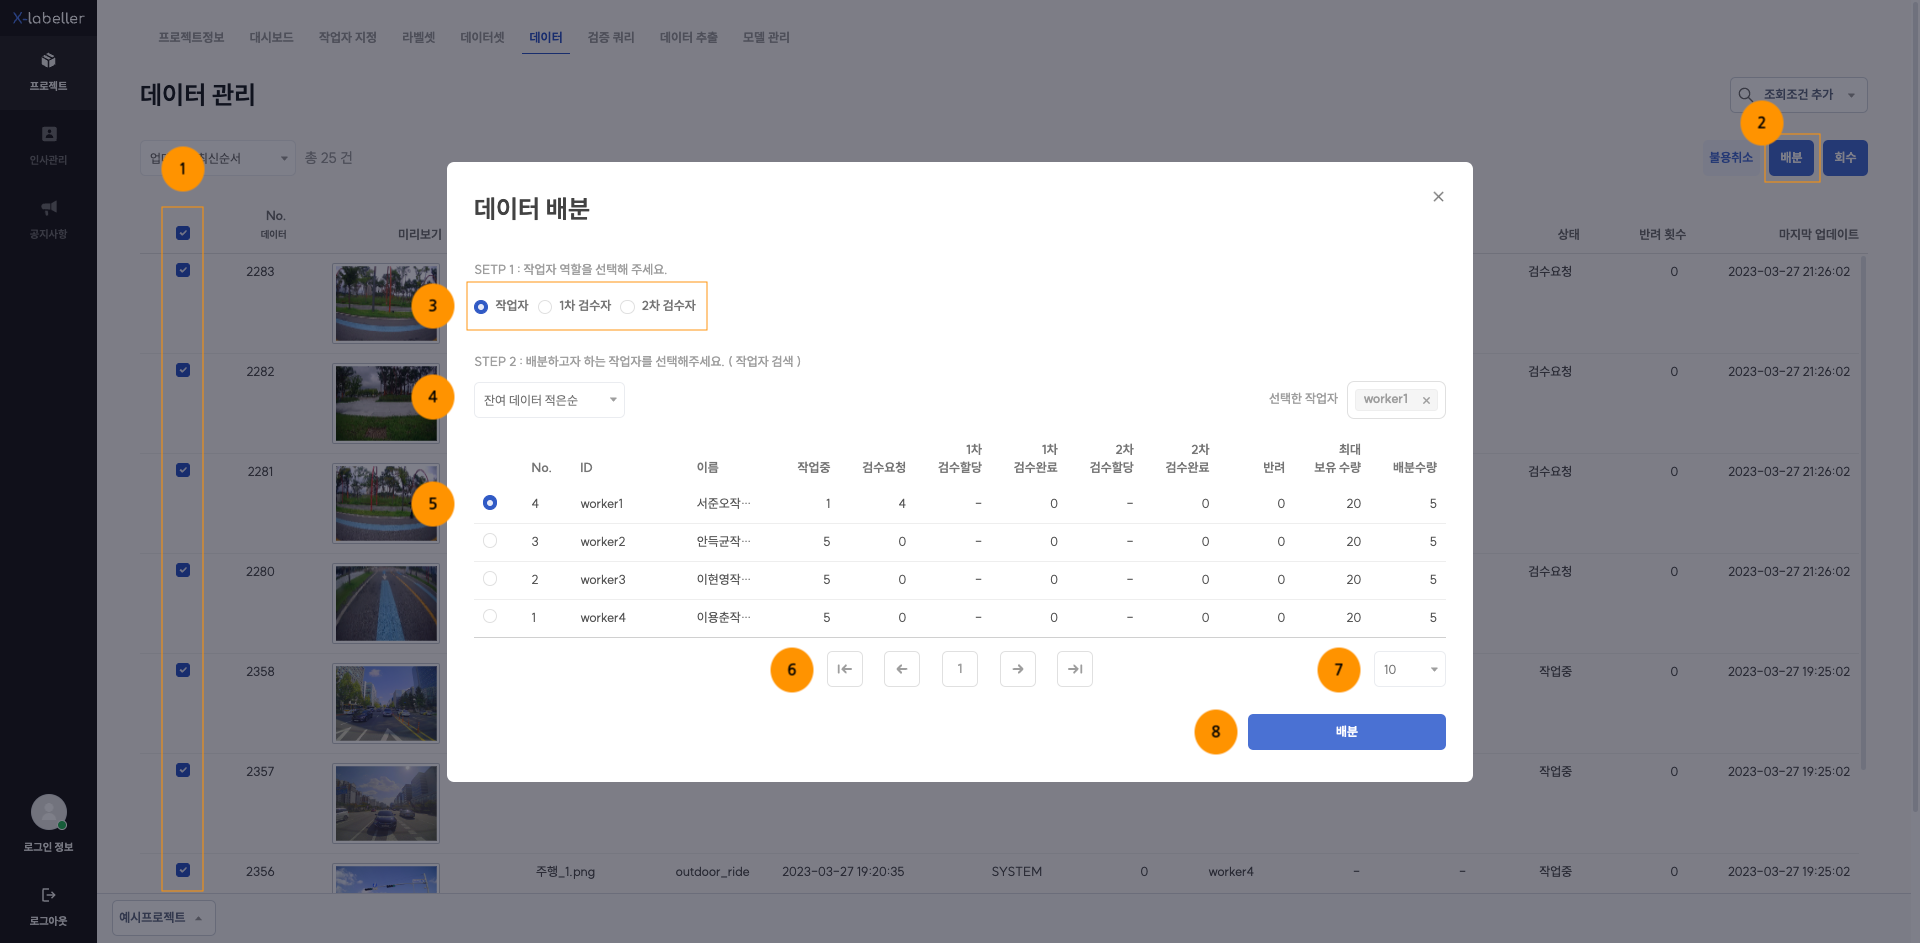 X-labeller
프로젝트
인사관리
공지사항
로그인 정보
로그아웃
프로젝트정보 대시보드 작업자 지정 라벨셋 데이터셋 데이터 검증 쿼리 데이터 추출 모델 관리
데이터 관리
조회조건 추가
2
최신순서
총 25 건
불용취소 배분 회수
1
No.
데이터
미리보기
상태 반려 횟수 마지막 업데이트
2283
검수요청 0 2023-03-27 21:26:02
2282
검수요청 0 2023-03-27 21:26:02
2281
검수요청 0 2023-03-27 21:26:02
2280
검수요청 0 2023-03-27 21:26:02
2358
작업중 0 2023-03-27 19:25:02
2357
작업중 0 2023-03-27 19:25:02
2356 주행_1.png outdoor_ride 2023-03-27 19:20:35 SYSTEM 0 worker4 - - 작업중 0 2023-03-27 19:25:02
예시프로젝트
데이터 배분
SETP 1 : 작업자 역할을 선택해 주세요.
3
작업자 1차 검수자 2차 검수자
STEP 2 : 배분하고자 하는 작업자를 선택해주세요. ( 작업자 검색 )
4
잔여 데이터 적은순
선택한 작업자 worker1
No. ID 이름 작업중 검수요청 1차 검수할당 1차 검수완료 2차 검수할당 2차 검수완료 반려 최대 보유 수량 배분수량
5
4 worker1 서준오작… 1 4 - 0 - 0 0 20 5
3 worker2 안득균작… 5 0 - 0 - 0 0 20 5
2 worker3 이현영작… 5 0 - 0 - 0 0 20 5
1 worker4 이용춘작… 5 0 - 0 - 0 0 20 5
6
1
7
10
8
배분